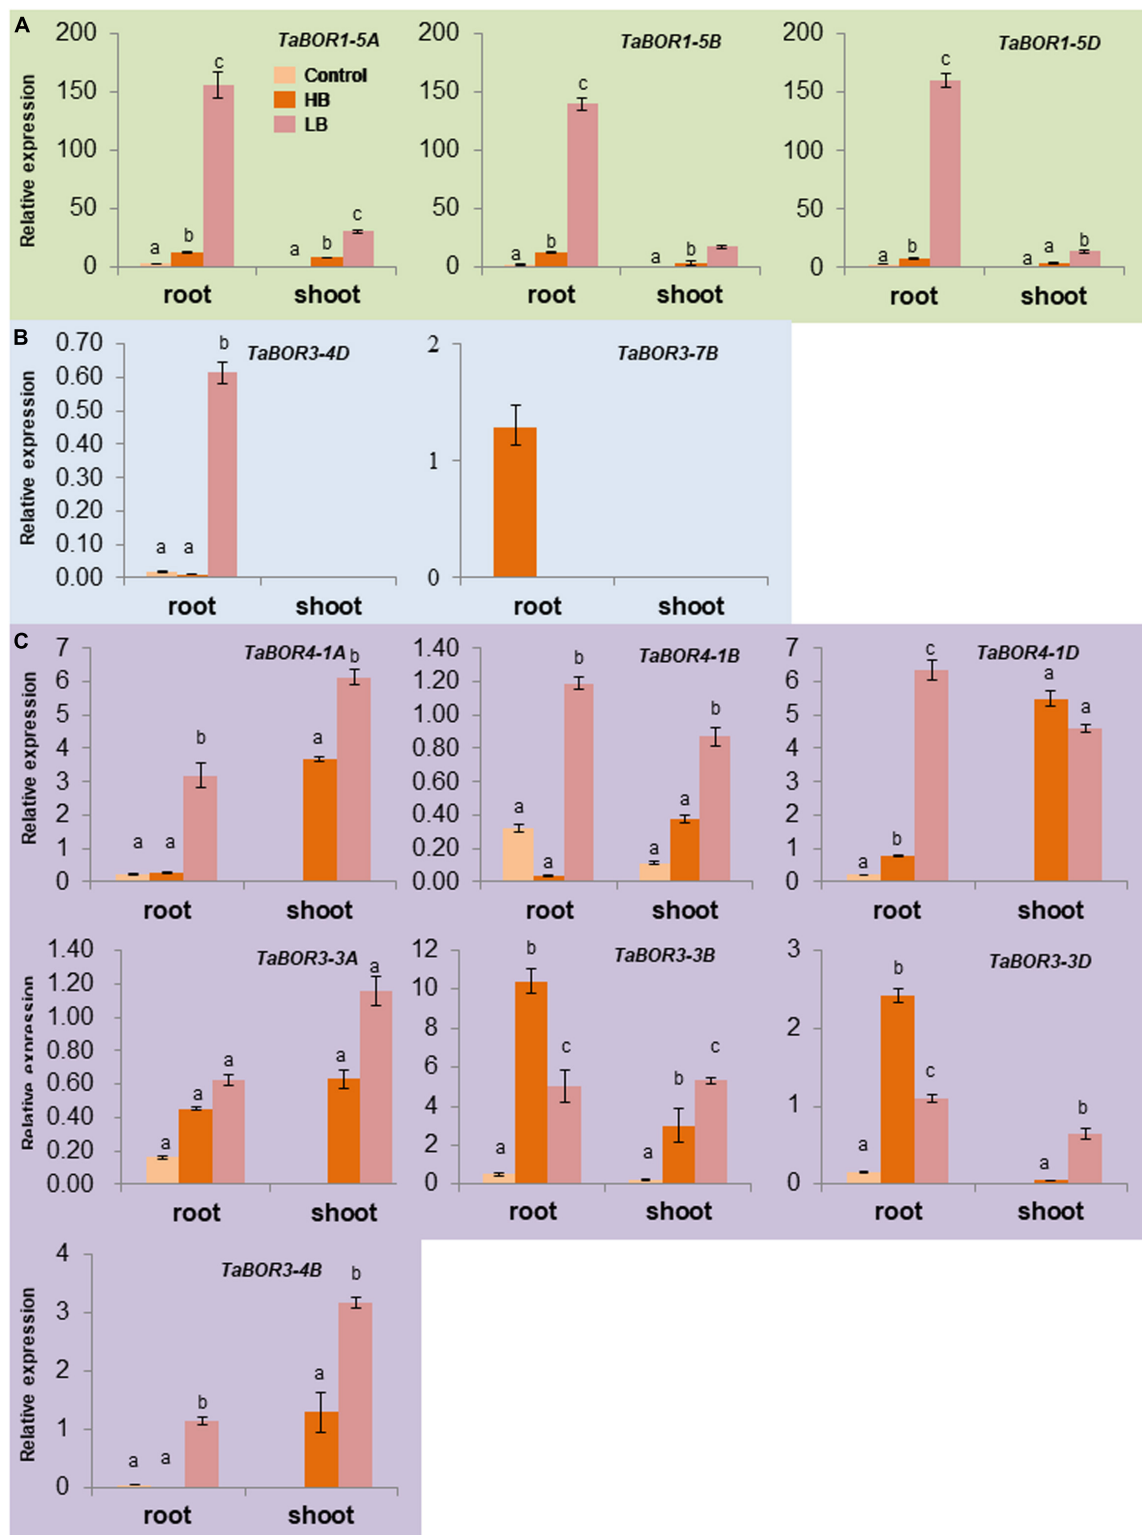 A
TaBOR1-5A
Control
HB
LB
Relative expression
200
150
100
50
0
a
b
c
a
b
c
root
shoot
TaBOR1-5B
200
150
100
50
0
a
b
c
a
b
root
shoot
TaBOR1-5D
200
150
100
50
0
a
b
c
a
a
b
root
shoot
B
TaBOR3-4D
Relative expression
0.70
0.60
0.50
0.40
0.30
0.20
0.10
0.00
a
a
b
root
shoot
TaBOR3-7B
2
1
0
root
shoot
C
TaBOR4-1A
Relative expression
7
6
5
4
3
2
1
0
a
a
b
a
b
root
shoot
TaBOR4-1B
1.40
1.20
1.00
0.80
0.60
0.40
0.20
0.00
a
a
b
a
a
b
root
shoot
TaBOR4-1D
7
6
5
4
3
2
1
0
a
b
c
a
a
root
shoot
TaBOR3-3A
Relative expression
1.40
1.20
1.00
0.80
0.60
0.40
0.20
0.00
a
a
a
a
a
root
shoot
TaBOR3-3B
12
10
8
6
4
2
0
a
b
c
a
b
c
root
shoot
TaBOR3-3D
3
2
1
0
a
b
c
a
b
root
shoot
TaBOR3-4B
Relative expression
4
3
2
1
0
a
a
b
a
b
root
shoot